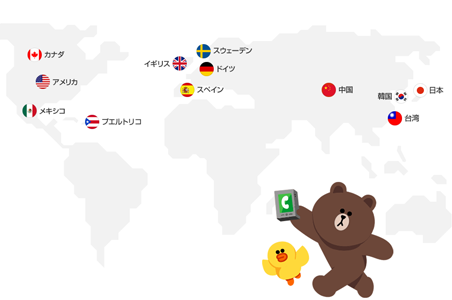 カナダ
スウェーデン
イギリス
ドイツ
アメリカ
スペイン
中国
日本
韓国
メキシコ
プエルトリコ
台湾